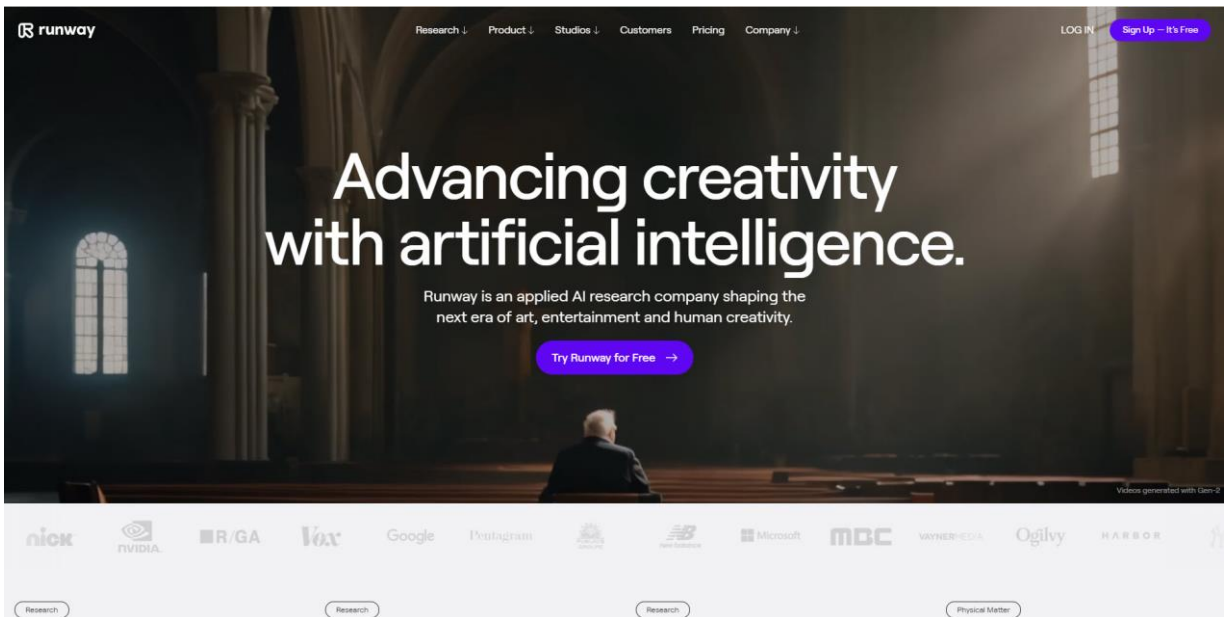 runway
Research ↓ Product ↓ Studios ↓ Customers Pricing Company ↓
LOG IN Sign Up — It's Free
Advancing creativity
with artificial intelligence.
Runway is an applied AI research company shaping the
next era of art, entertainment and human creativity.
Try Runway for Free →
Videos generated with Gen-2
nick NVIDIA R/GA Vox Google Pentagram new balance Microsoft MBC VAYNERMEDIA Ogilvy HARBOR
Research Research Research Physical Matter